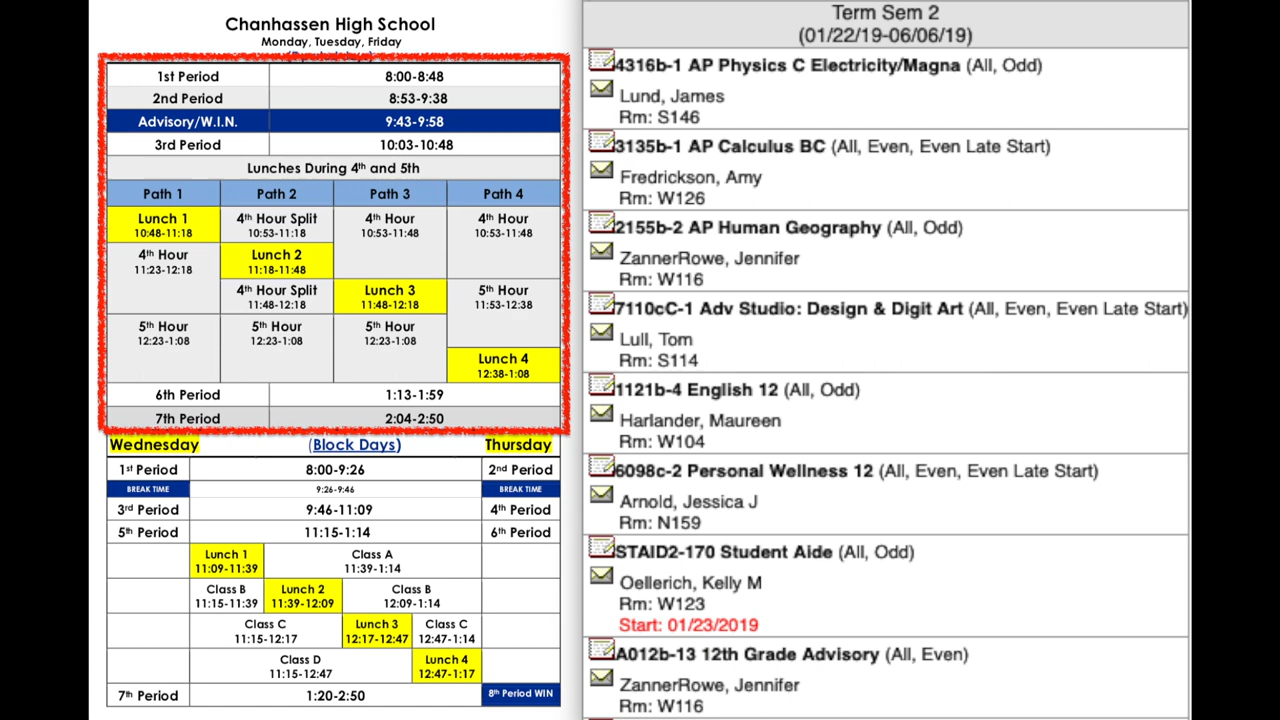 Chanhassen High School
Monday, Tuesday, Friday
1st Period 8:00-8:48
2nd Period 8:53-9:38
Advisory/W.I.N. 9:43-9:58
3rd Period 10:03-10:48
Lunches During 4th and 5th
Path 1 Path 2 Path 3 Path 4
Lunch 1 4th Hour Split 4th Hour 4th Hour
10:48-11:18 10:53-11:18 10:53-11:48 10:53-11:48
4th Hour Lunch 2
11:23-12:18 11:18-11:48
4th Hour Split Lunch 3 5th Hour
11:48-12:18 11:48-12:18 11:53-12:38
5th Hour 5th Hour 5th Hour
12:23-1:08 12:23-1:08 12:23-1:08
Lunch 4
12:38-1:08
6th Period 1:13-1:59
7th Period 2:04-2:50
Wednesday (Block Days) Thursday
1st Period 8:00-9:26 2nd Period
BREAK TIME 9:26-9:46 BREAK TIME
3rd Period 9:46-11:09 4th Period
5th Period 11:15-1:14 6th Period
Lunch 1 Class A
11:09-11:39 11:39-1:14
Class B Lunch 2 Class B
11:15-11:39 11:39-12:09 12:09-1:14
Class C Lunch 3 Class C
11:15-12:17 12:17-12:47 12:47-1:14
Class D Lunch 4
11:15-12:47 12:47-1:17
7th Period 1:20-2:50 8th Period WIN
Term Sem 2
(01/22/19-06/06/19)
4316b-1 AP Physics C Electricity/Magna (All, Odd)
Lund, James
Rm: S146
3135b-1 AP Calculus BC (All, Even, Even Late Start)
Fredrickson, Amy
Rm: W126
2155b-2 AP Human Geography (All, Odd)
ZannerRowe, Jennifer
Rm: W116
7110cC-1 Adv Studio: Design & Digit Art (All, Even, Even Late Start)
Lull, Tom
Rm: S114
1121b-4 English 12 (All, Odd)
Harlander, Maureen
Rm: W104
6098c-2 Personal Wellness 12 (All, Even, Even Late Start)
Arnold, Jessica J
Rm: N159
STAID2-170 Student Aide (All, Odd)
Oellerich, Kelly M
Rm: W123
Start: 01/23/2019
A012b-13 12th Grade Advisory (All, Even)
ZannerRowe, Jennifer
Rm: W116